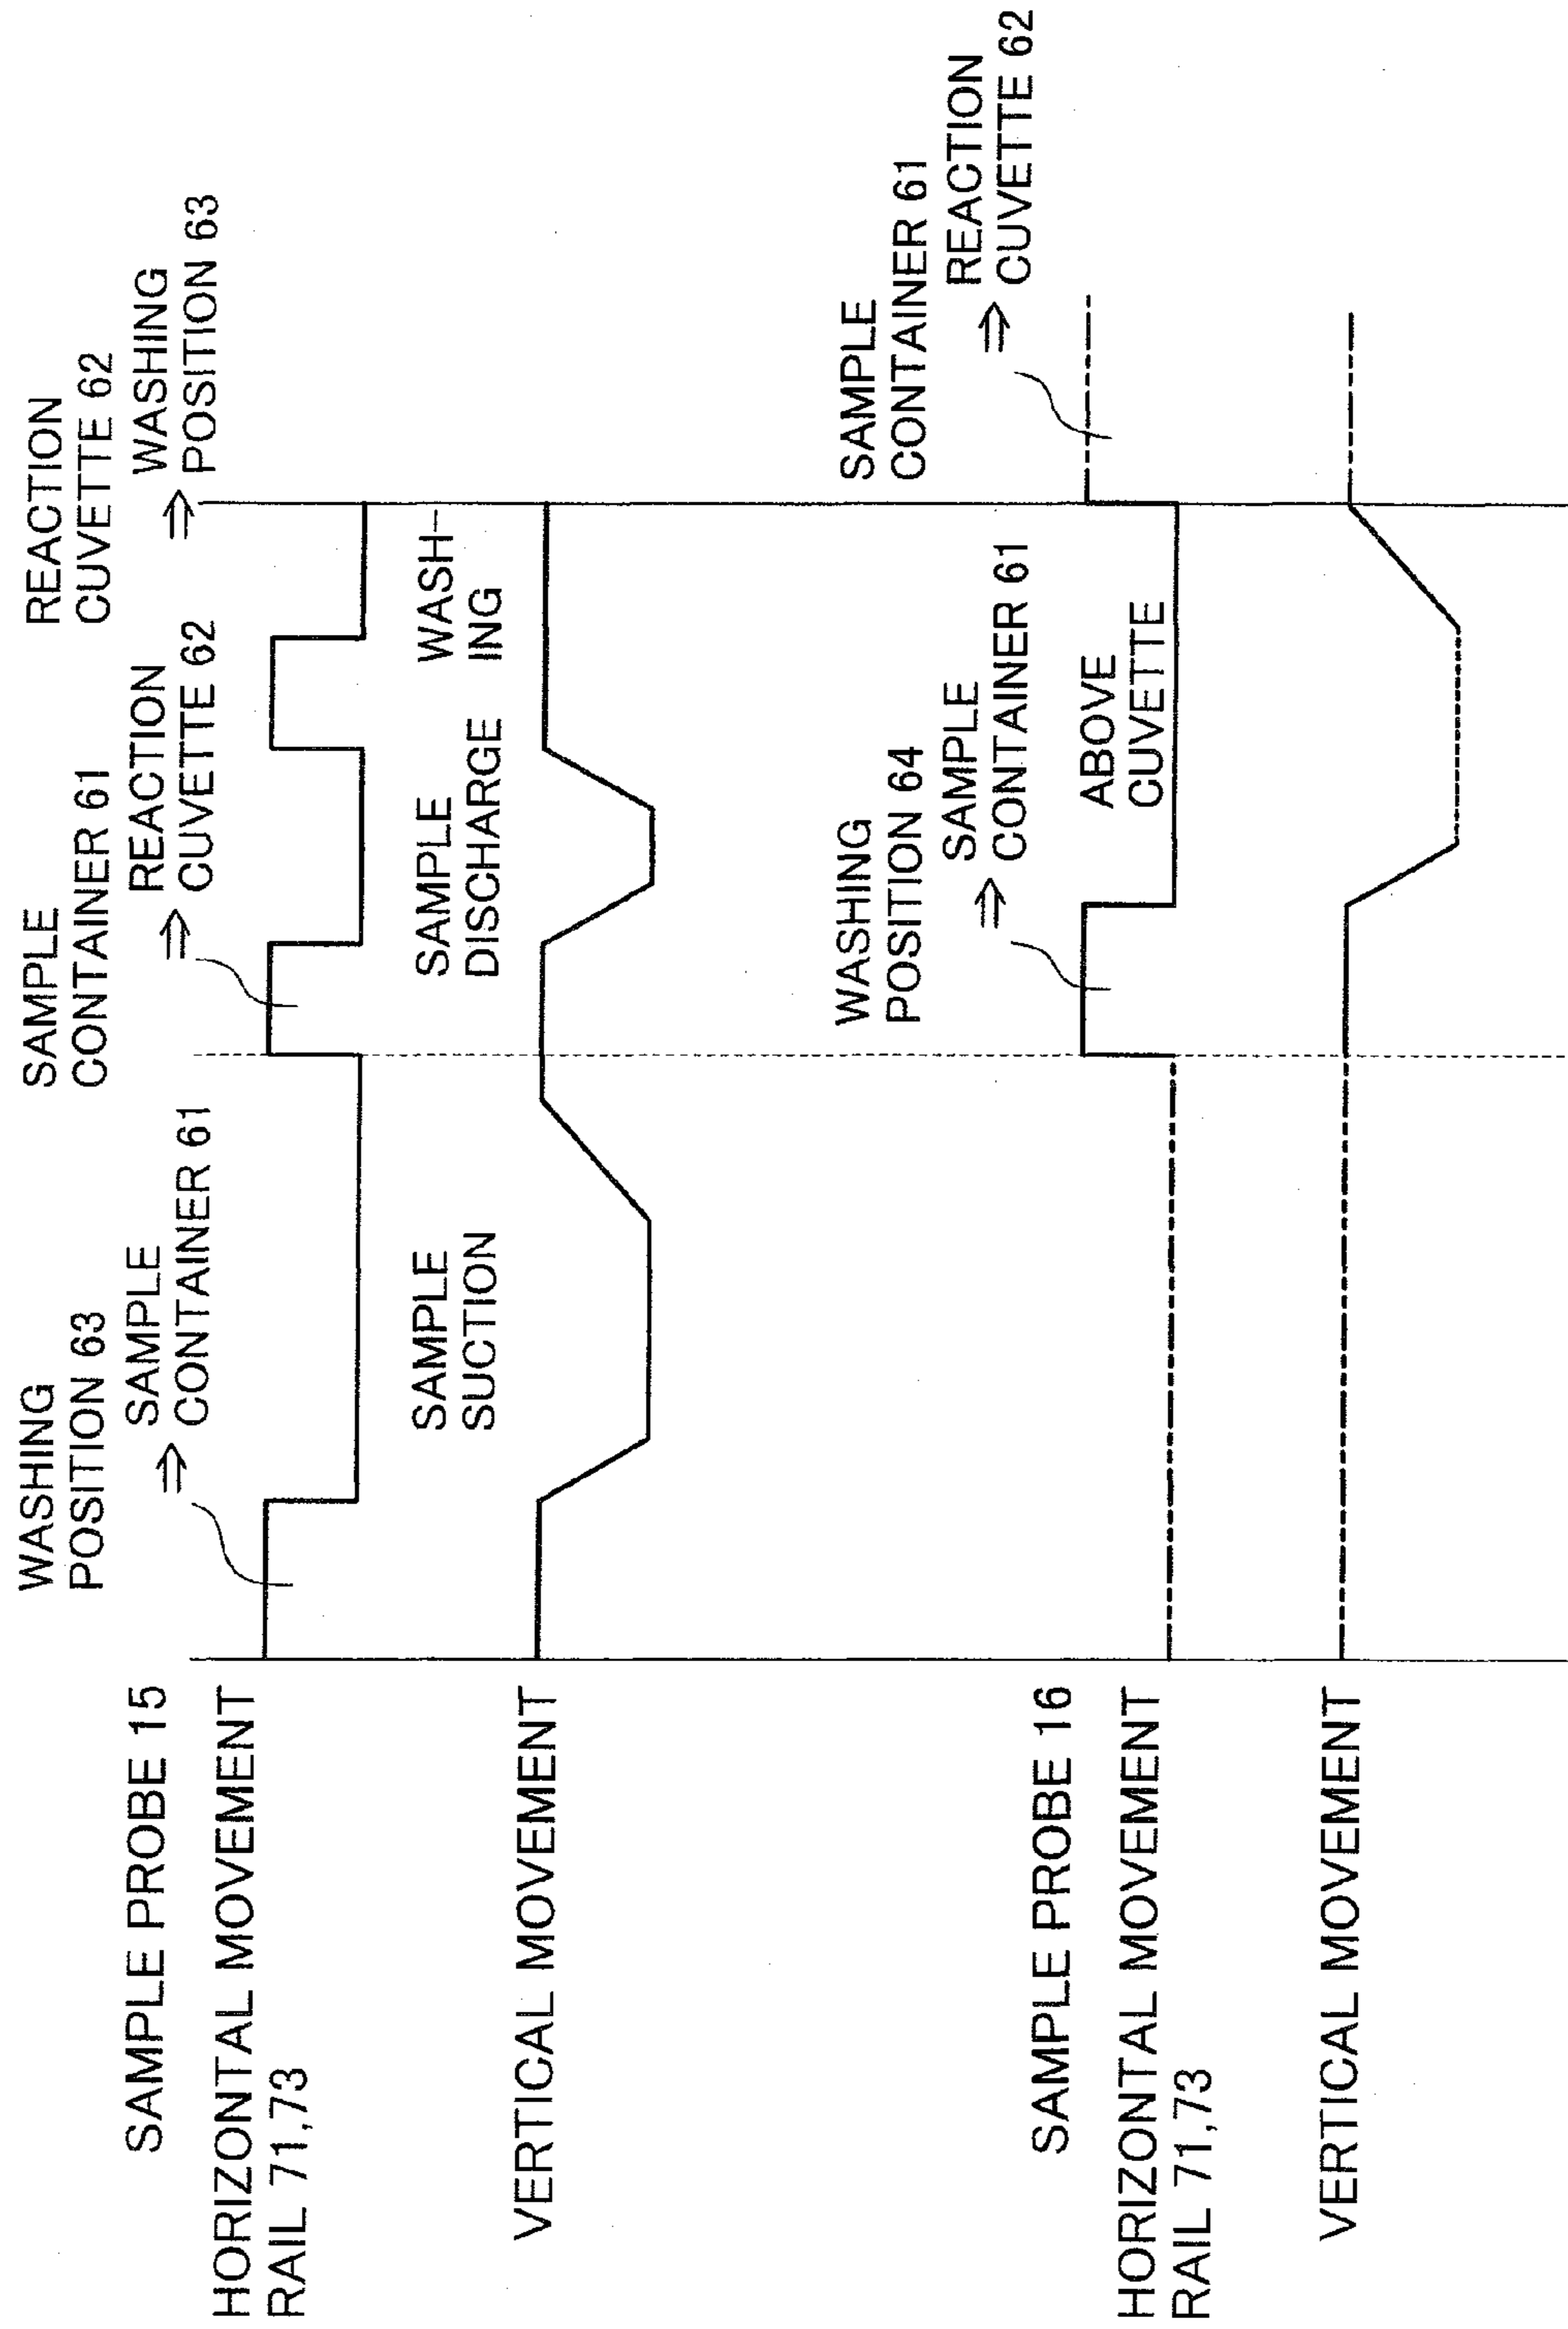 SAMPLE PROBE 15
HORIZONTAL MOVEMENT
RAIL 71,73
WASHING
POSITION 63
⇒ SAMPLE
CONTAINER 61
SAMPLE
CONTAINER 61
⇒ REACTION
CUVETTE 62
REACTION
CUVETTE 62
⇒ WASHING
POSITION 63
VERTICAL MOVEMENT
SAMPLE
SUCTION
SAMPLE
DISCHARGE
WASH-
ING
SAMPLE PROBE 16
HORIZONTAL MOVEMENT
RAIL 71,73
WASHING
POSITION 64
⇒ SAMPLE
CONTAINER 61
ABOVE
CUVETTE
SAMPLE
CONTAINER 61
⇒ REACTION
CUVETTE 62
VERTICAL MOVEMENT